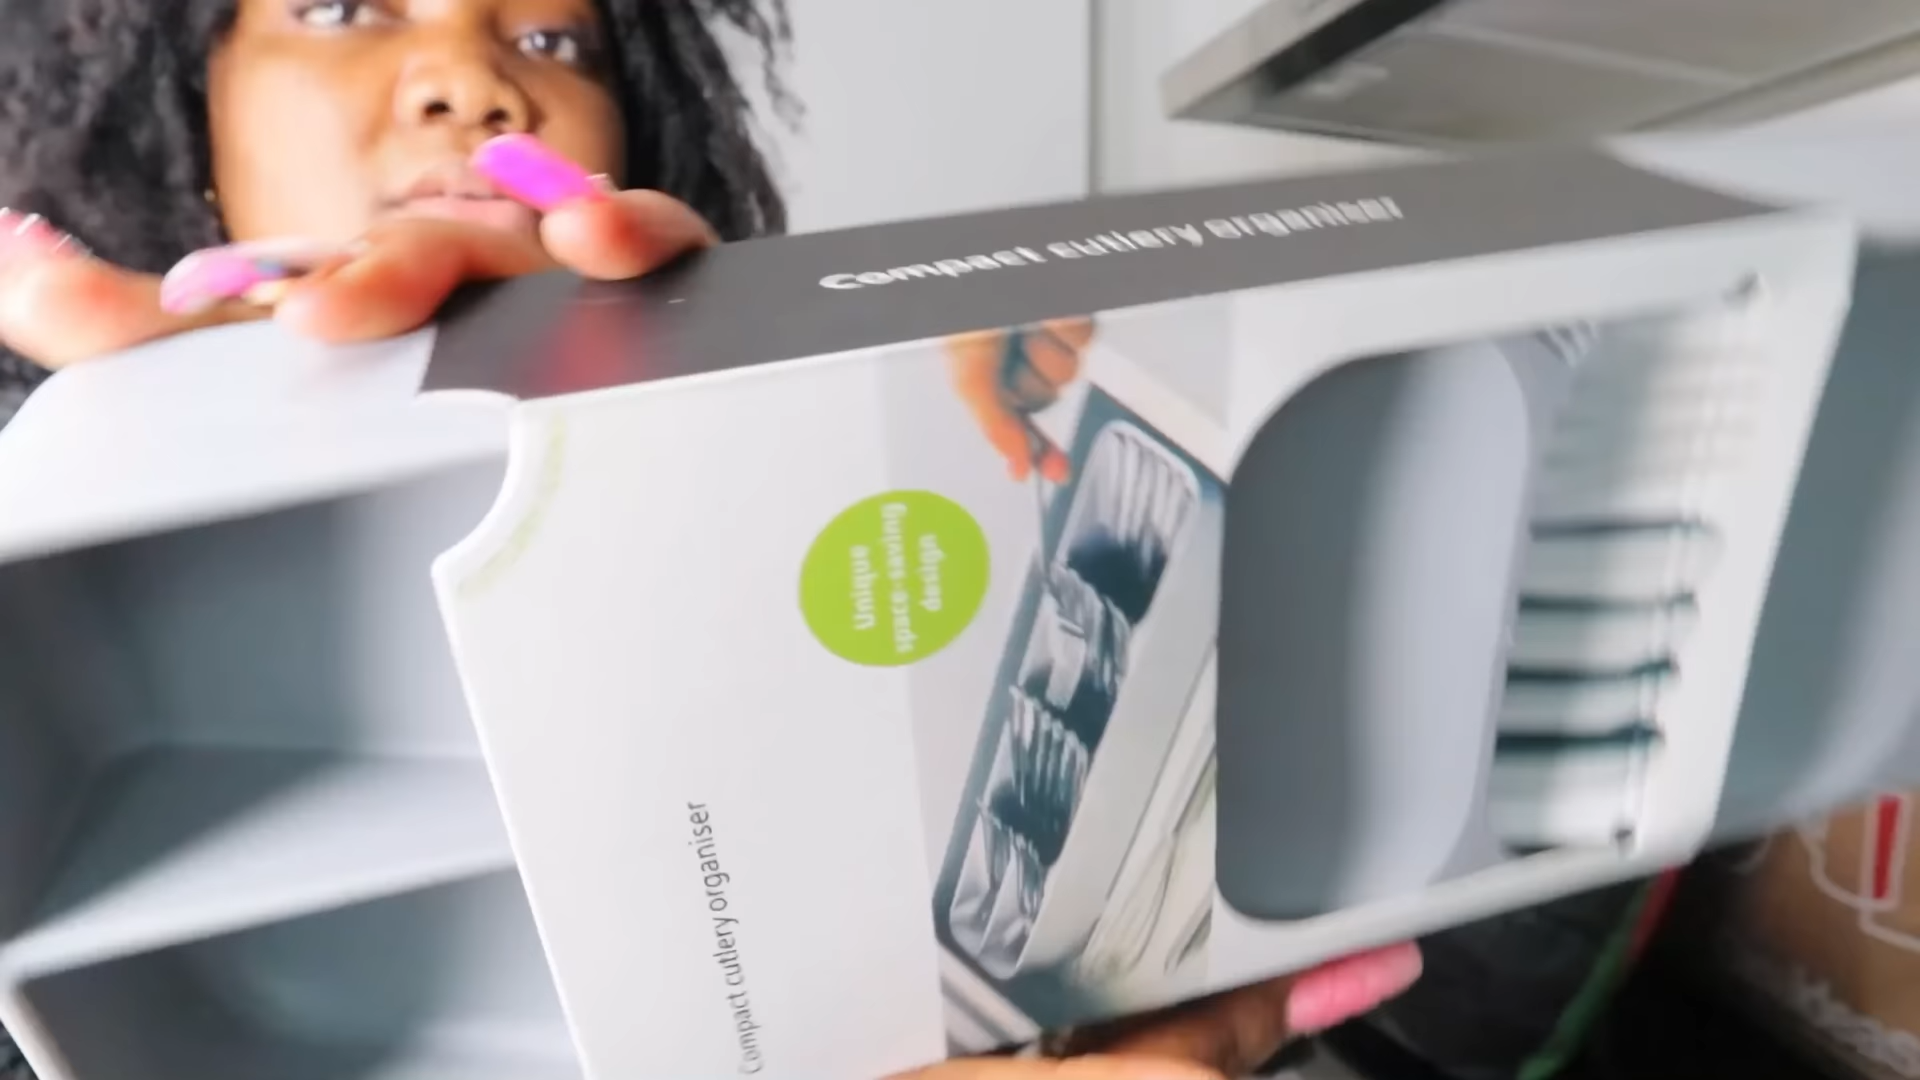 Compact cutlery organiser
Unique
space-saving
design
Compact cutlery organiser